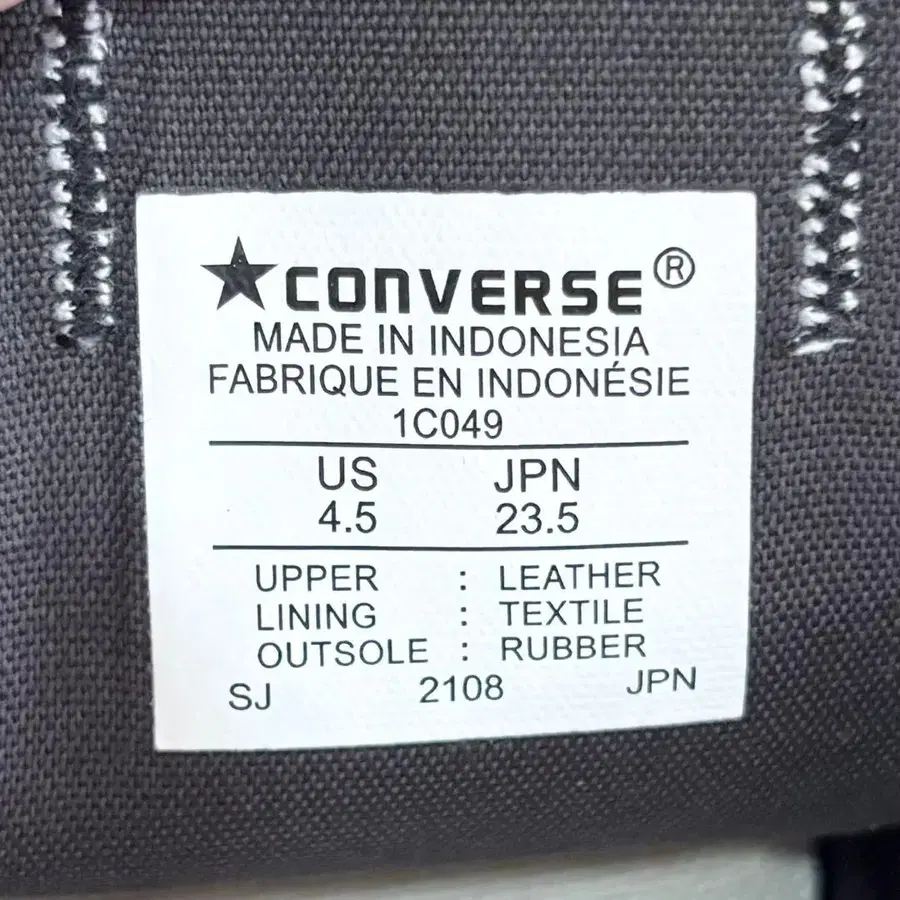 CONVERSE®
MADE IN INDONESIA
FABRIQUE EN INDONÉSIE
1C049
US JPN
4.5 23.5
UPPER : LEATHER
LINING : TEXTILE
OUTSOLE : RUBBER
SJ 2108 JPN